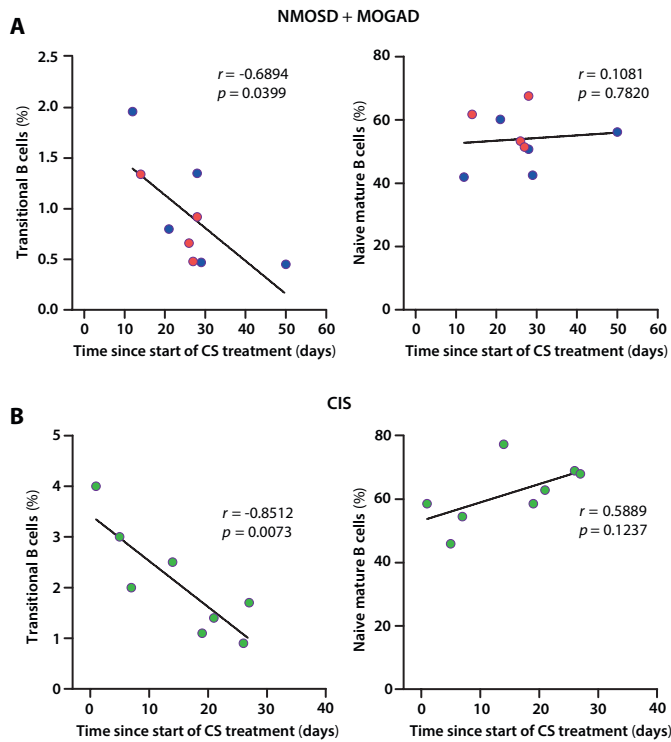 A
NMOSD + MOGAD
Transitional B cells (%)
2.5
2.0
1.5
1.0
0.5
0.0
r = -0.6894
p = 0.0399
0 10 20 30 40 50 60
Time since start of CS treatment (days)
Naive mature B cells (%)
80
60
40
20
0
r = 0.1081
p = 0.7820
0 10 20 30 40 50 60
Time since start of CS treatment (days)
B
CIS
Transitional B cells (%)
5
4
3
2
1
0
r = -0.8512
p = 0.0073
0 10 20 30 40
Time since start of CS treatment (days)
Naive mature B cells (%)
80
60
40
20
0
r = 0.5889
p = 0.1237
0 10 20 30 40
Time since start of CS treatment (days)